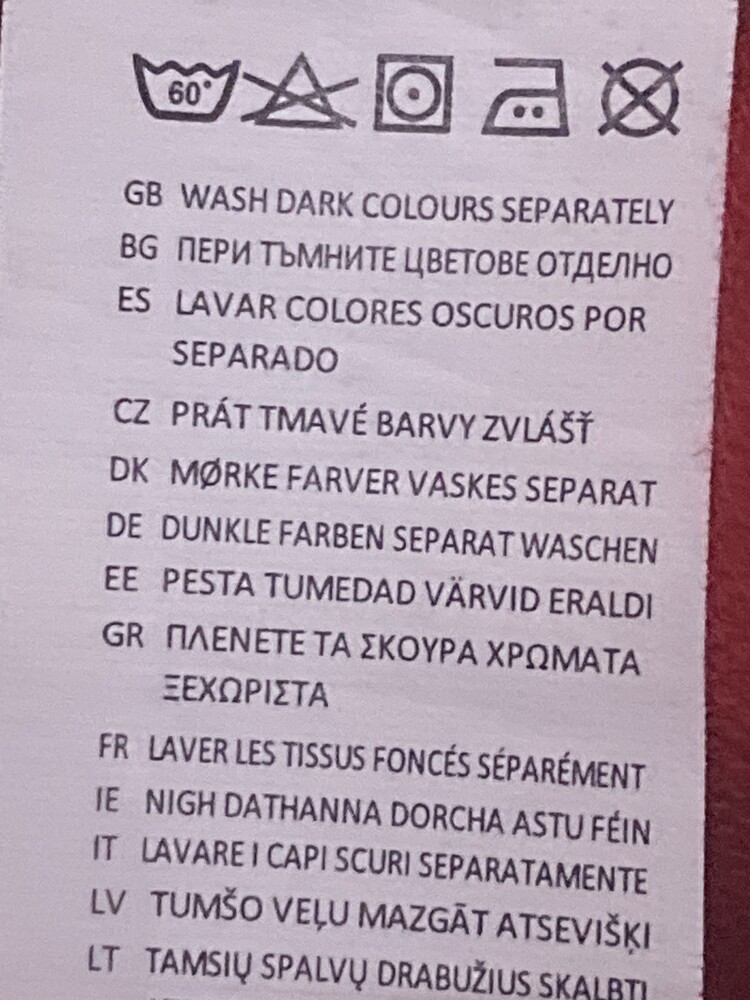 60°
GB WASH DARK COLOURS SEPARATELY
BG ПЕРИ ТЪМНИТЕ ЦВЕТОВЕ ОТДЕЛНО
ES LAVAR COLORES OSCUROS POR
SEPARADO
CZ PRÁT TMAVÉ BARVY ZVLÁŠŤ
DK MØRKE FARVER VASKES SEPARAT
DE DUNKLE FARBEN SEPARAT WASCHEN
EE PESTA TUMEDAD VÄRVID ERALDI
GR ΠΛΕΝΕΤΕ ΤΑ ΣΚΟΥΡΑ ΧΡΩΜΑΤΑ
ΞΕΧΩΡΙΣΤΑ
FR LAVER LES TISSUS FONCÉS SÉPARÉMENT
IE NIGH DATHANNA DORCHA ASTU FÉIN
IT LAVARE I CAPI SCURI SEPARATAMENTE
LV TUMŠO VEĻU MAZGĀT ATSEVIŠĶI
LT TAMSIŲ SPALVŲ DRABUŽIUS SKALBTI